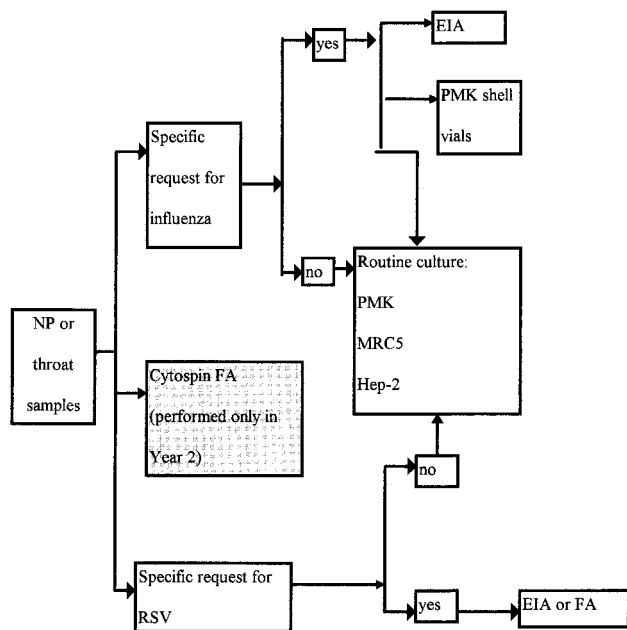 yes
EIA
PMK shell
vials
Specific
request for
influenza
no
Routine culture:
PMK
MRC5
Hep-2
NP or
throat
samples
Cytospin FA
(performed only in
Year 2)
no
Specific request for
RSV
yes
EIA or FA